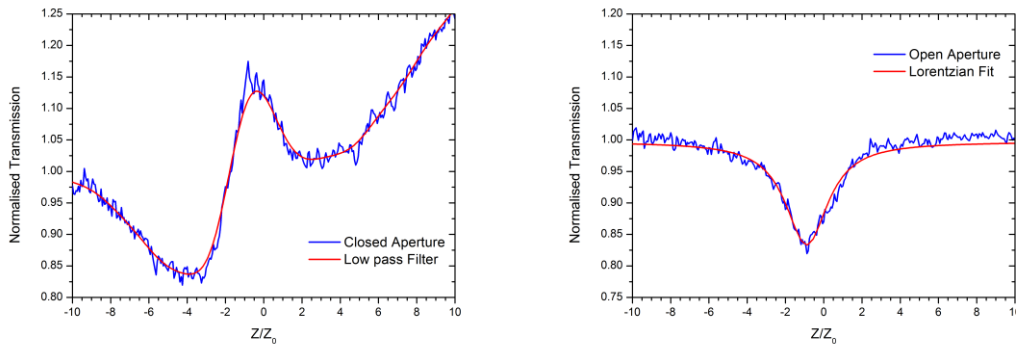 Normalised Transmission
1.25
1.20
1.15
1.10
1.05
1.00
0.95
0.90
0.85
0.80
-10 -8 -6 -4 -2 0 2 4 6 8 10
Z/Z0
Closed Aperture
Low pass Filter
Normalised Transmission
1.20
1.15
1.10
1.05
1.00
0.95
0.90
0.85
0.80
0.75
-10 -8 -6 -4 -2 0 2 4 6 8 10
Z/Z0
Open Aperture
Lorentzian Fit